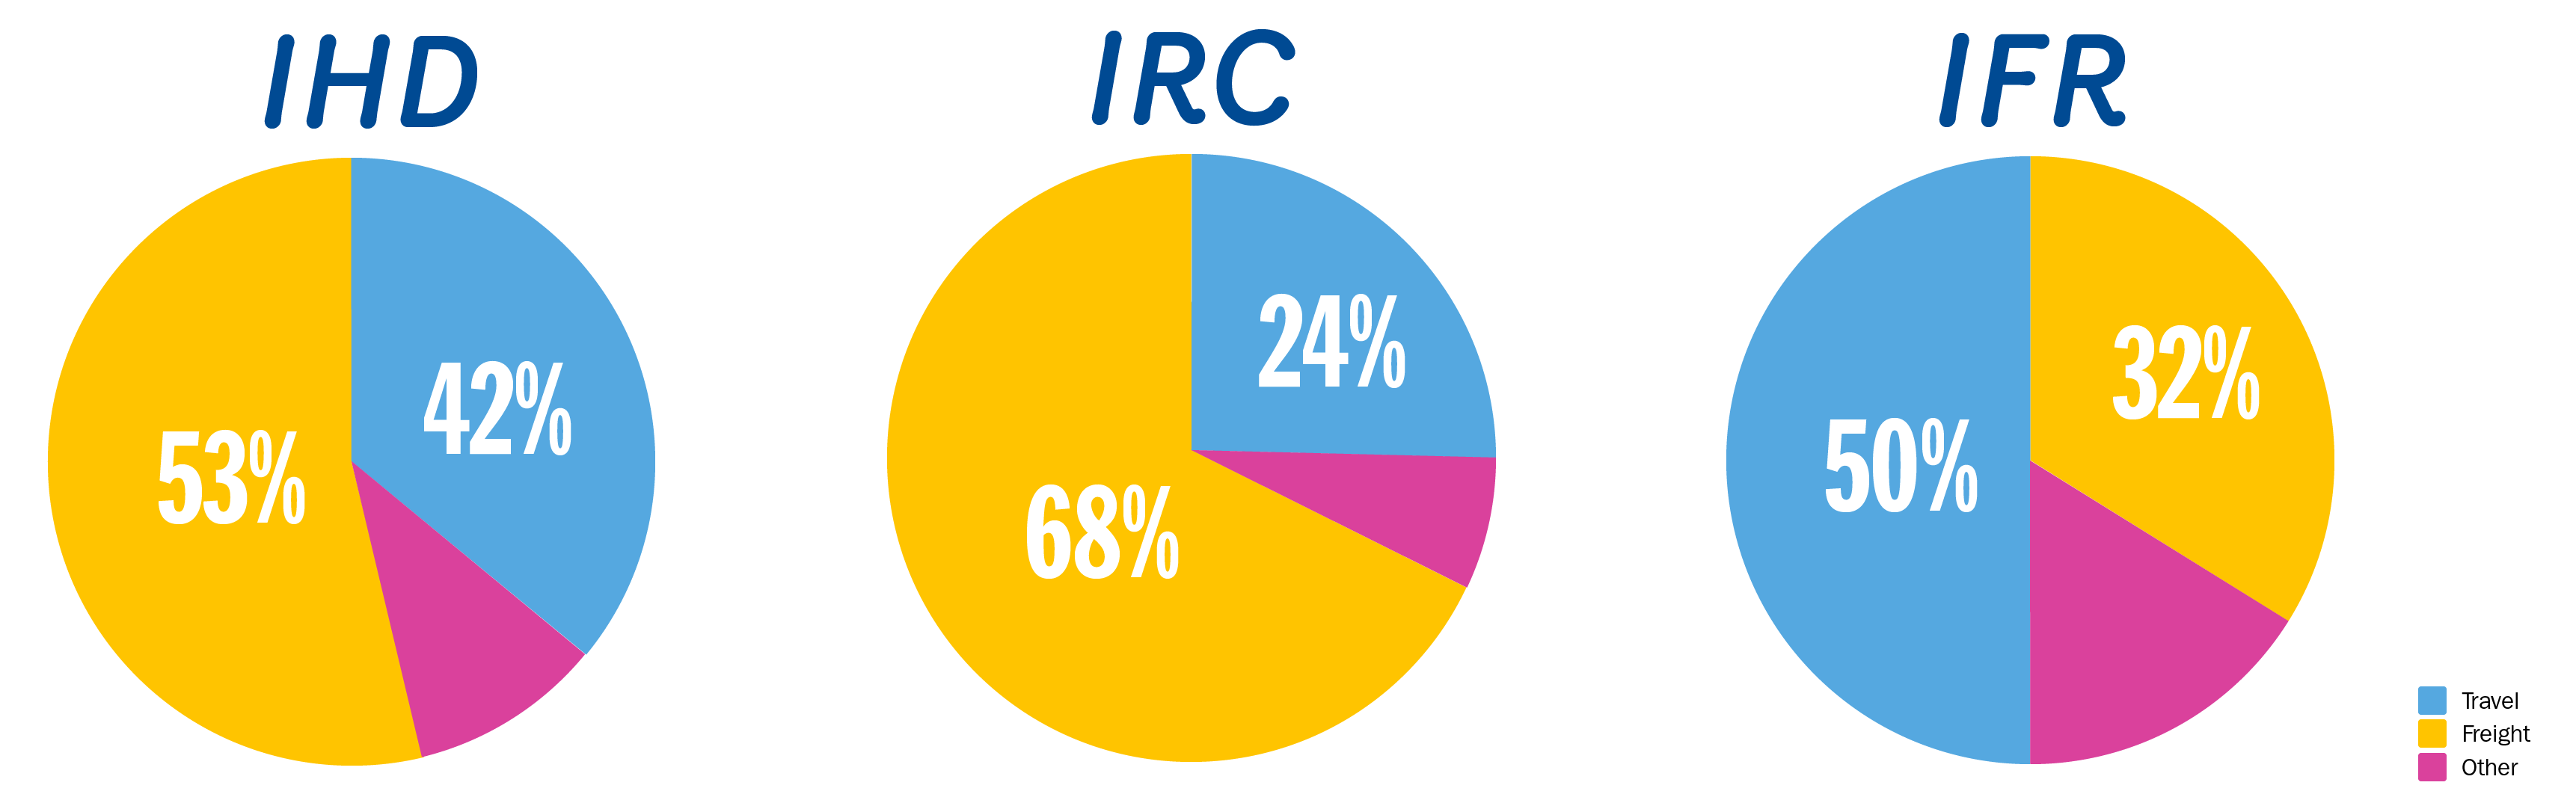 IHD
IRC
IFR
42%
53%
24%
68%
32%
50%
Travel
Freight
Other